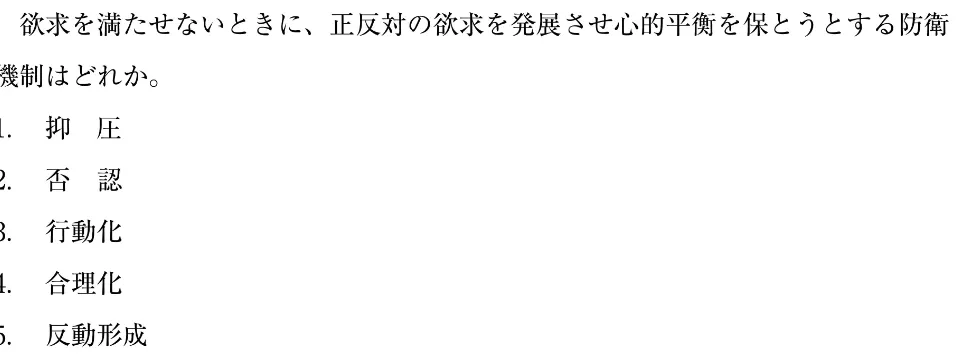 欲求を満たせないときに、正反対の欲求を発展させ心的平衡を保とうとする防衛
機制はどれか。
1. 抑　圧
2. 否　認
3. 行動化
4. 合理化
5. 反動形成